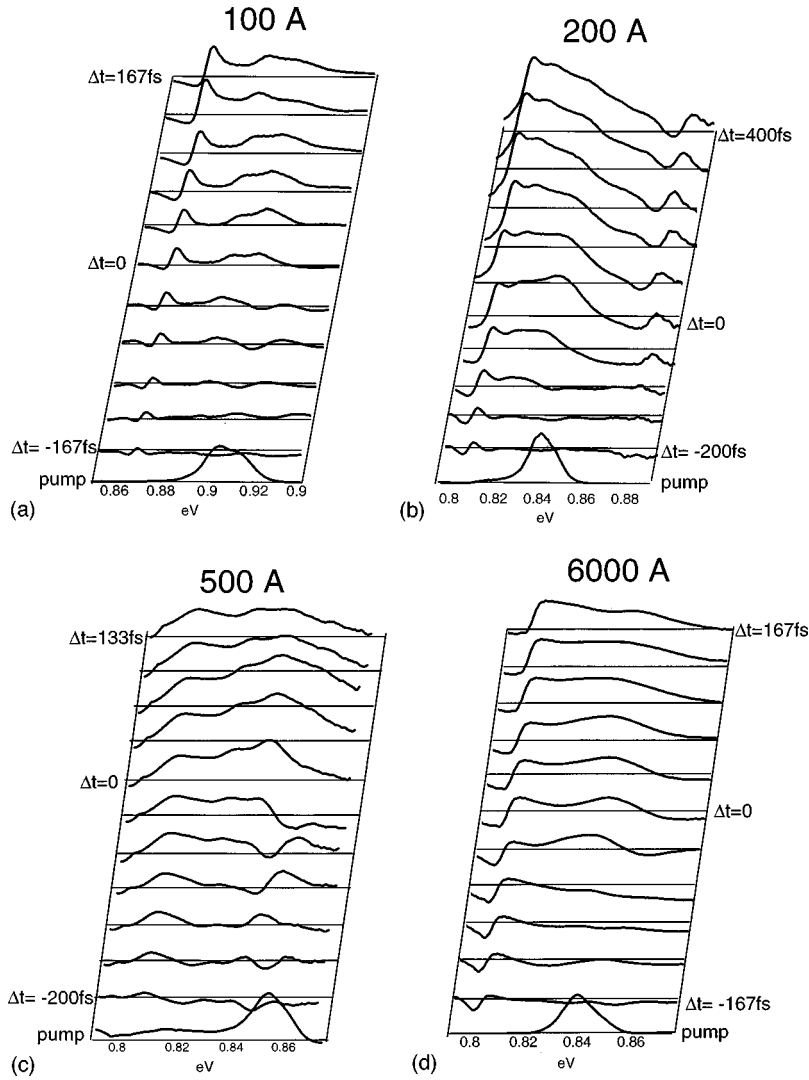 100 A
Δt=167fs
Δt=0
Δt= -167fs
pump
0.86 0.88 0.9 0.92 0.9
eV
(a)
200 A
Δt=400fs
Δt=0
Δt= -200fs
pump
0.8 0.82 0.84 0.86 0.88
eV
(b)
500 A
Δt=133fs
Δt=0
Δt= -200fs
pump
0.8 0.82 0.84 0.86
eV
(c)
6000 A
Δt=167fs
Δt=0
Δt= -167fs
pump
0.8 0.82 0.84 0.86
eV
(d)